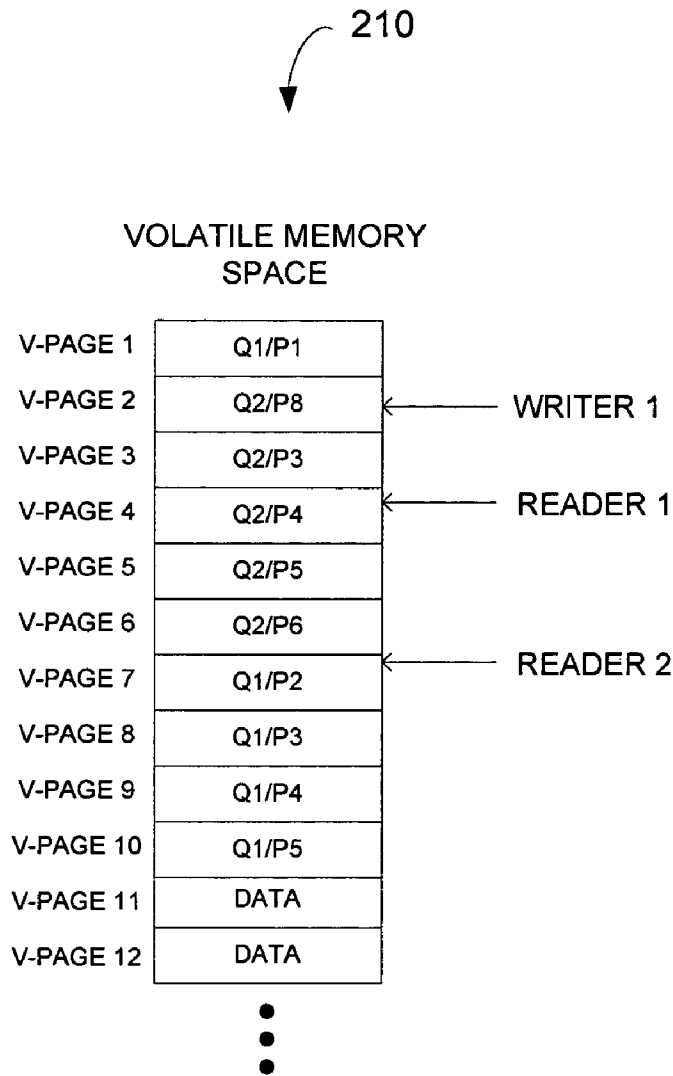 210
VOLATILE MEMORY
SPACE
V-PAGE 1 Q1/P1
V-PAGE 2 Q2/P8 WRITER 1
V-PAGE 3 Q2/P3
V-PAGE 4 Q2/P4 READER 1
V-PAGE 5 Q2/P5
V-PAGE 6 Q2/P6
V-PAGE 7 Q1/P2 READER 2
V-PAGE 8 Q1/P3
V-PAGE 9 Q1/P4
V-PAGE 10 Q1/P5
V-PAGE 11 DATA
V-PAGE 12 DATA